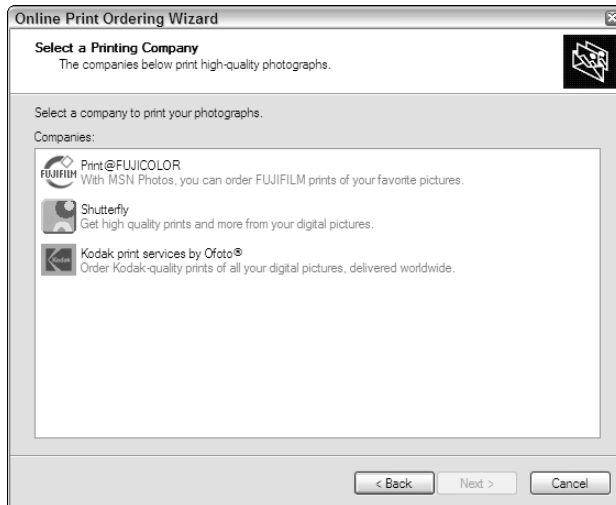 Online Print Ordering Wizard
Select a Printing Company
The companies below print high-quality photographs.
Select a company to print your photographs.
Companies:
FUJIFILM
Print@FUJICOLOR
With MSN Photos, you can order FUJIFILM prints of your favorite pictures.
Shutterfly
Get high quality prints and more from your digital pictures.
Kodak
Kodak print services by Ofoto®
Order Kodak-quality prints of all your digital pictures, delivered worldwide.
< Back
Next >
Cancel